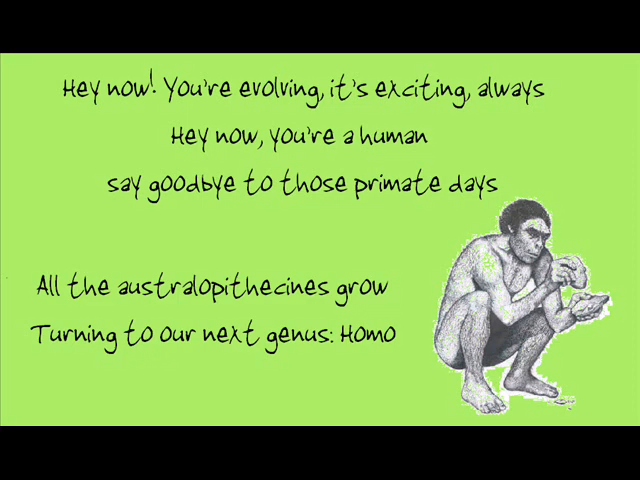 Hey now! You're evolving, it's exciting, always
Hey now, you're a human
say goodbye to those primate days
All the australopithecines grow
Turning to our next genus: Homo